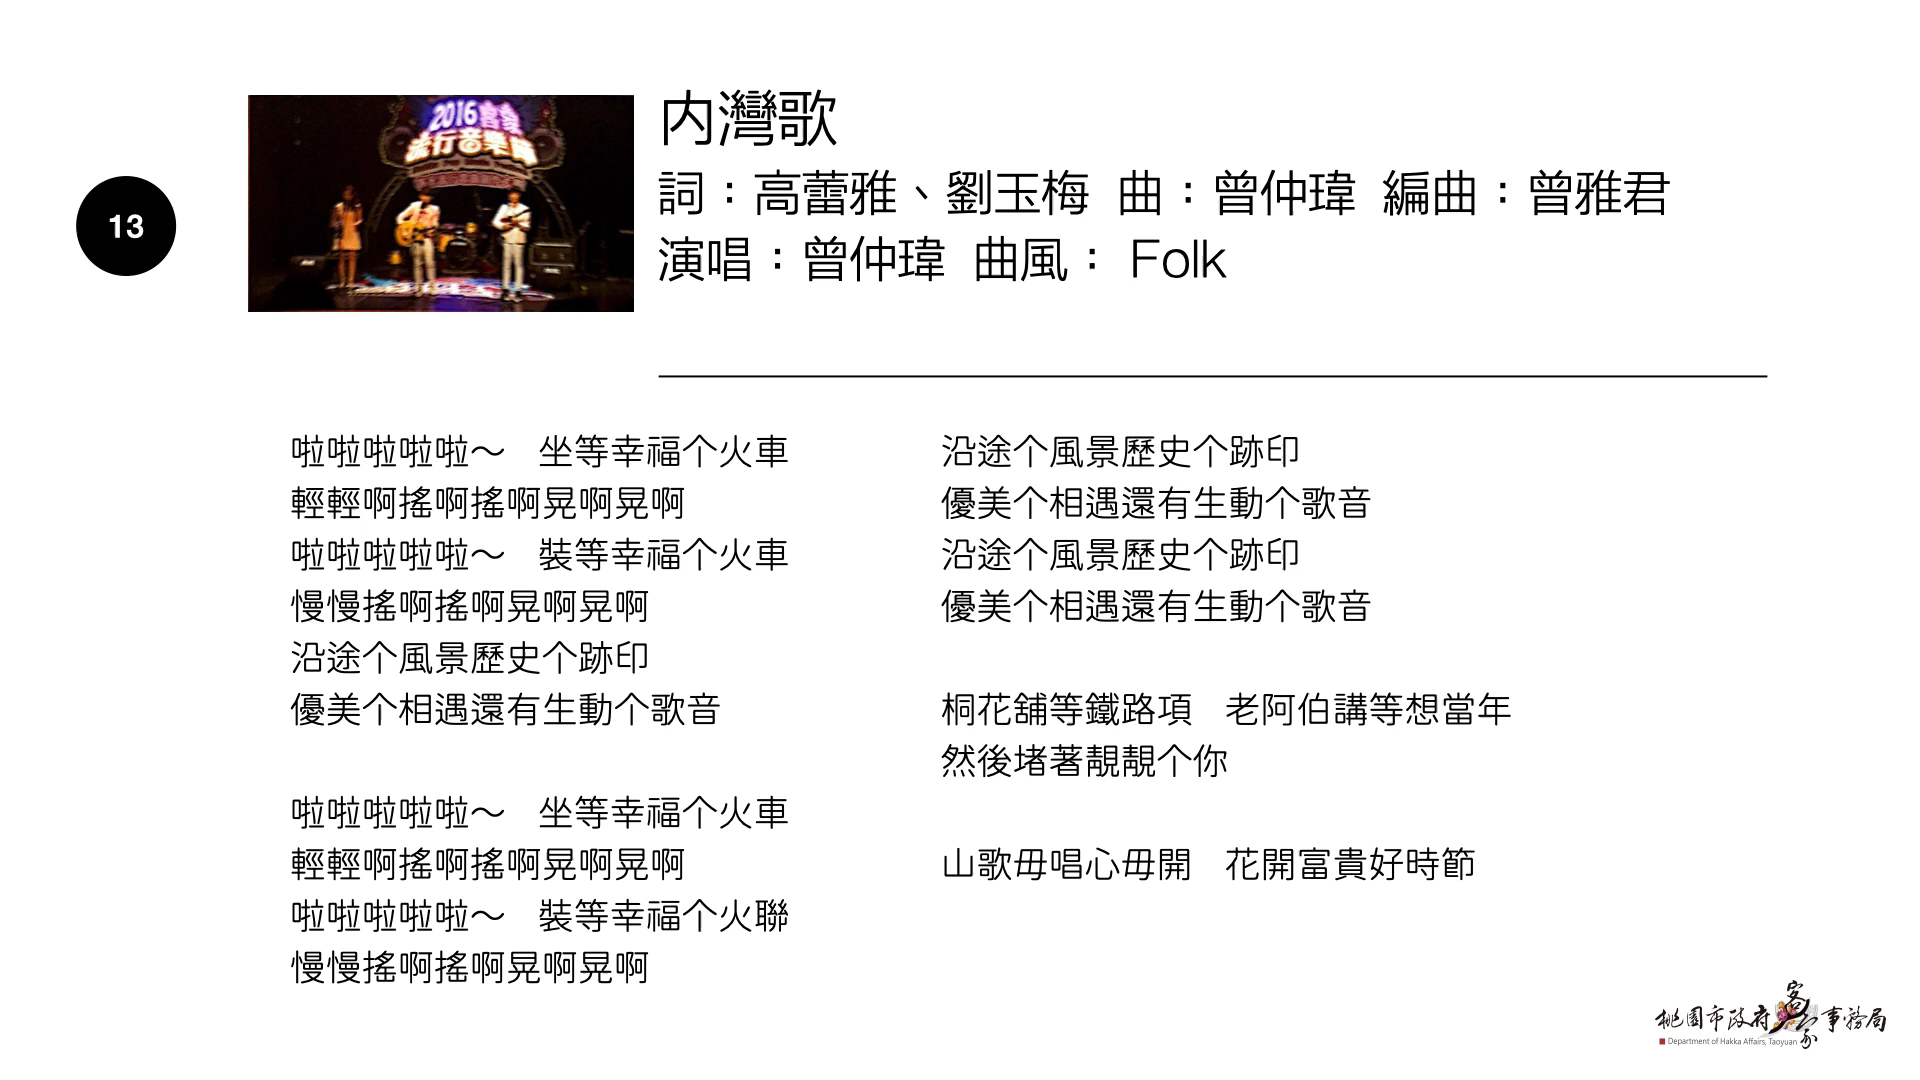 13
2016客家
流行音樂
内灣歌
詞：高蕾雅、劉玉梅 曲：曾仲瑋 編曲：曾雅君
演唱：曾仲瑋 曲風： Folk
啦啦啦啦啦～ 坐等幸福个火車
輕輕啊搖啊搖啊晃啊晃啊
啦啦啦啦啦～ 裝等幸福个火車
慢慢搖啊搖啊晃啊晃啊
沿途个風景歷史个跡印
優美个相遇還有生動个歌音
啦啦啦啦啦～ 坐等幸福个火車
輕輕啊搖啊搖啊晃啊晃啊
啦啦啦啦啦～ 裝等幸福个火聯
慢慢搖啊搖啊晃啊晃啊
沿途个風景歷史个跡印
優美个相遇還有生動个歌音
沿途个風景歷史个跡印
優美个相遇還有生動个歌音
桐花舖等鐵路項 老阿伯講等想當年
然後堵著靚靚个你
山歌毋唱心毋開 花開富貴好時節
桃園市政府客家事務局
Department of Hakka Affairs, Taoyuan